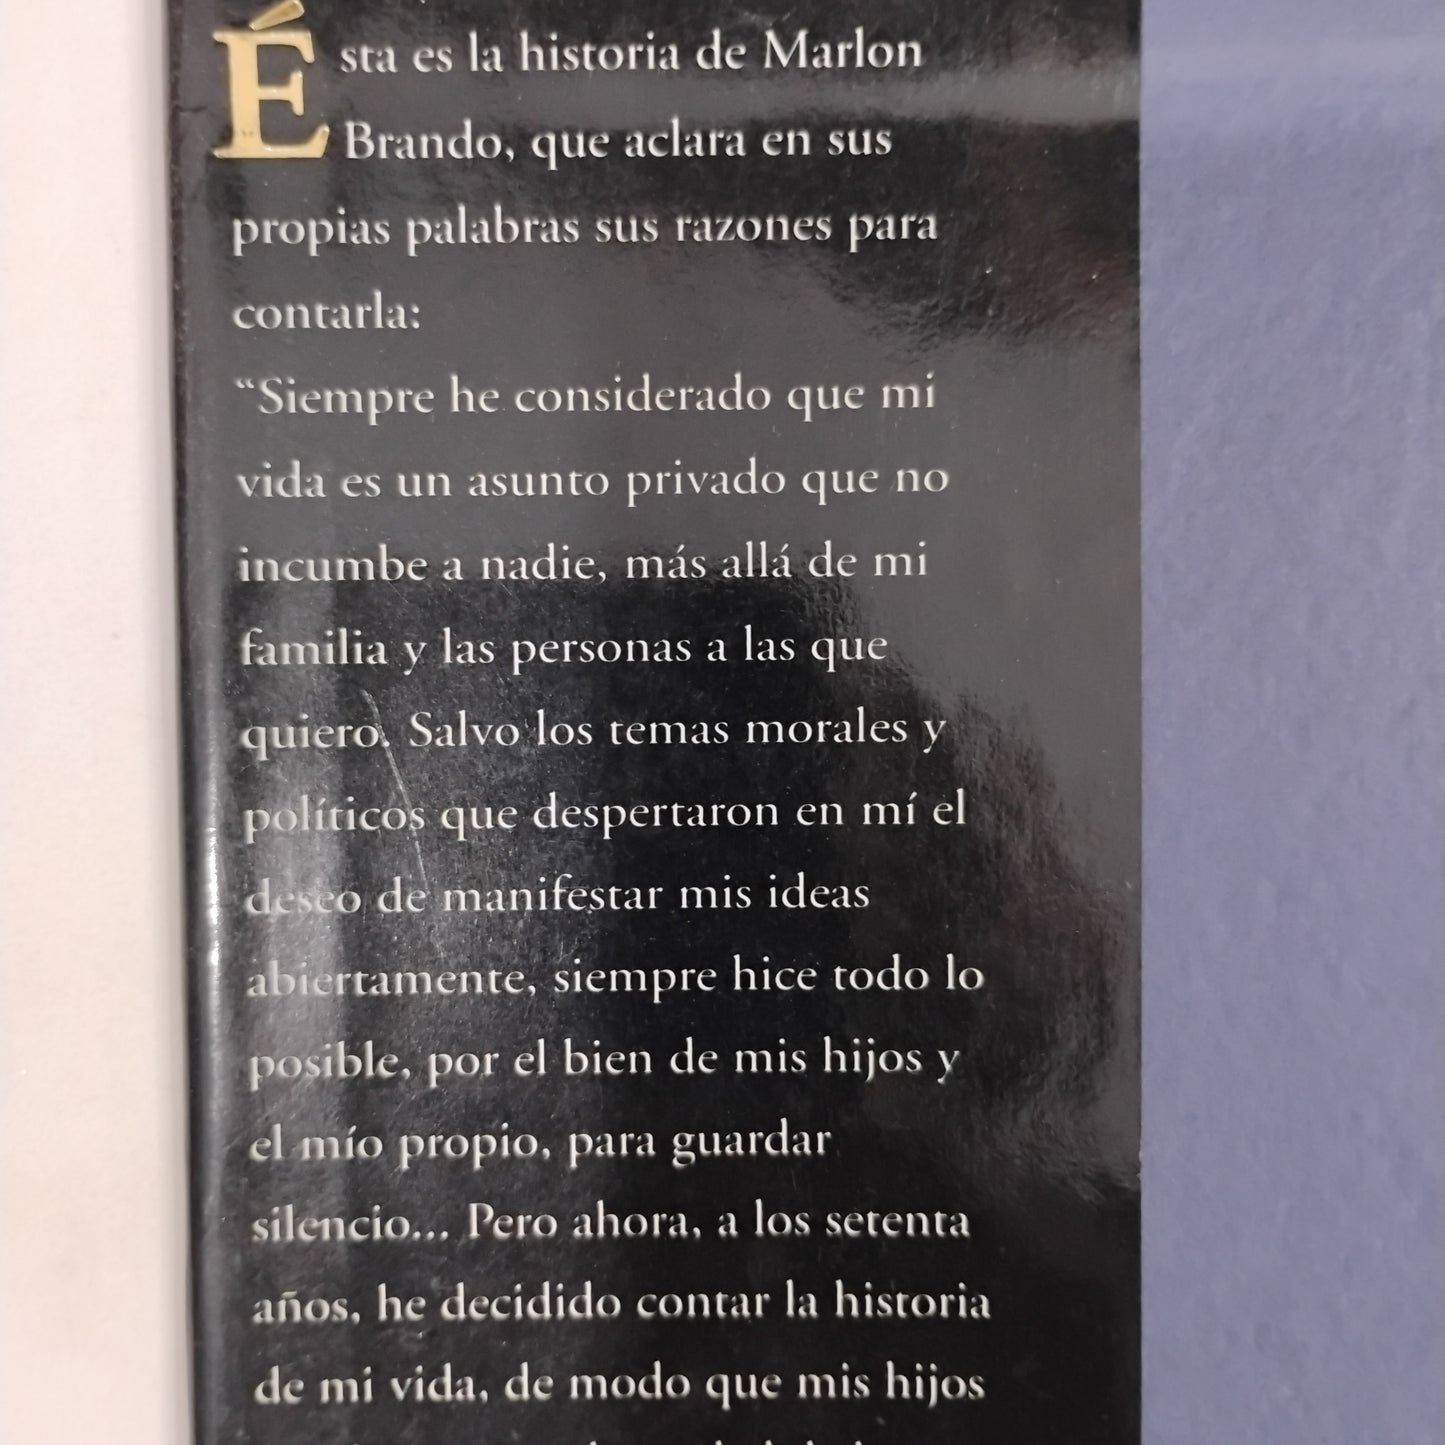 Ésta es la historia de Marlon
Brando, que aclara en sus
propias palabras sus razones para
contarla:
“Siempre he considerado que mi
vida es un asunto privado que no
incumbe a nadie, más allá de mi
familia y las personas a las que
quiero. Salvo los temas morales y
políticos que despertaron en mí el
deseo de manifestar mis ideas
abiertamente, siempre hice todo lo
posible, por el bien de mis hijos y
el mío propio, para guardar
silencio... Pero ahora, a los setenta
años, he decidido contar la historia
de mi vida, de modo que mis hijos